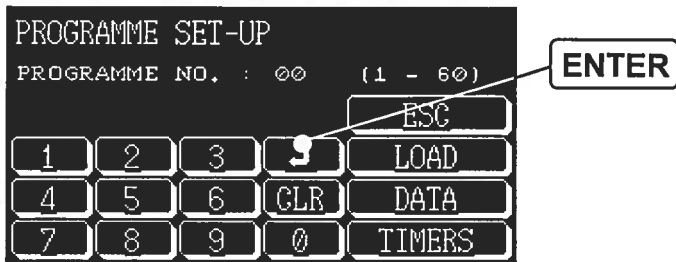 PROGRAMME SET-UP
PROGRAMME NO. : 00 (1 - 60)
ENTER
ESC
1 2 3 LOAD
4 5 6 CLR DATA
7 8 9 0 TIMERS